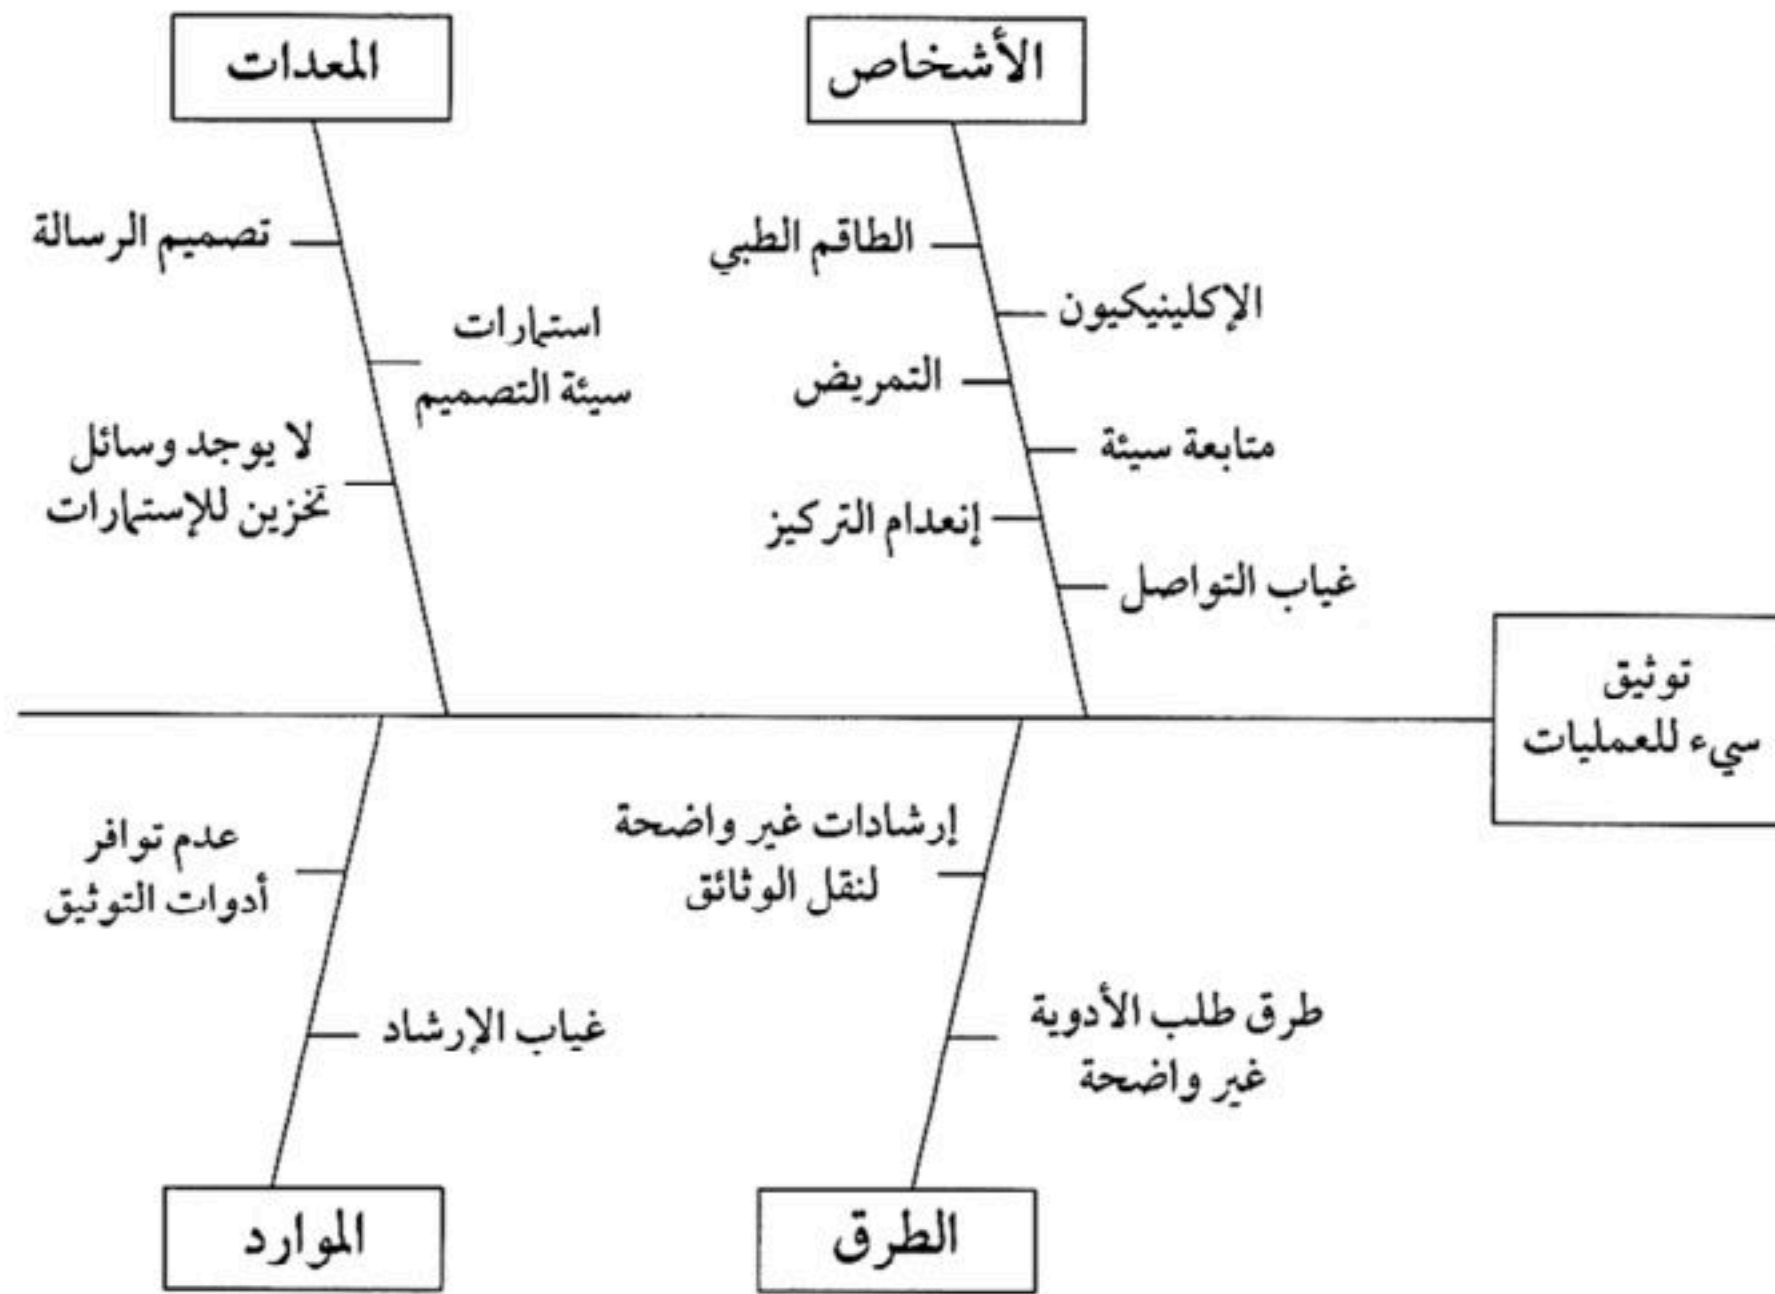 الأشخاص
المعدات
الطاقم الطبي
تصميم الرسالة
الإكلينيكيون
استمارات
سيئة التصميم
التمريض
متابعة سيئة
لا يوجد وسائل
تخزين للإستمارات
إنعدام التركيز
غياب التواصل
توثيق
سيء للعمليات
إرشادات غير واضحة
لنقل الوثائق
عدم توافر
أدوات التوثيق
طرق طلب الأدوية
غير واضحة
غياب الإرشاد
الطرق
الموارد